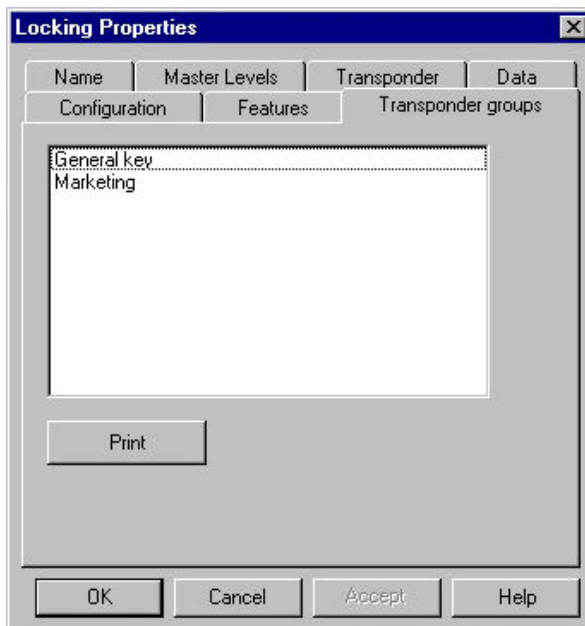 Locking Properties
Name Master Levels Transponder Data
Configuration Features Transponder groups
General key
Marketing
Print
OK Cancel Accept Help